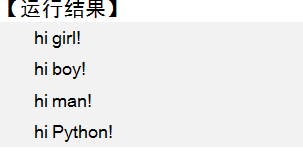 【运行结果】
hi girl!
hi boy!
hi man!
hi Python!